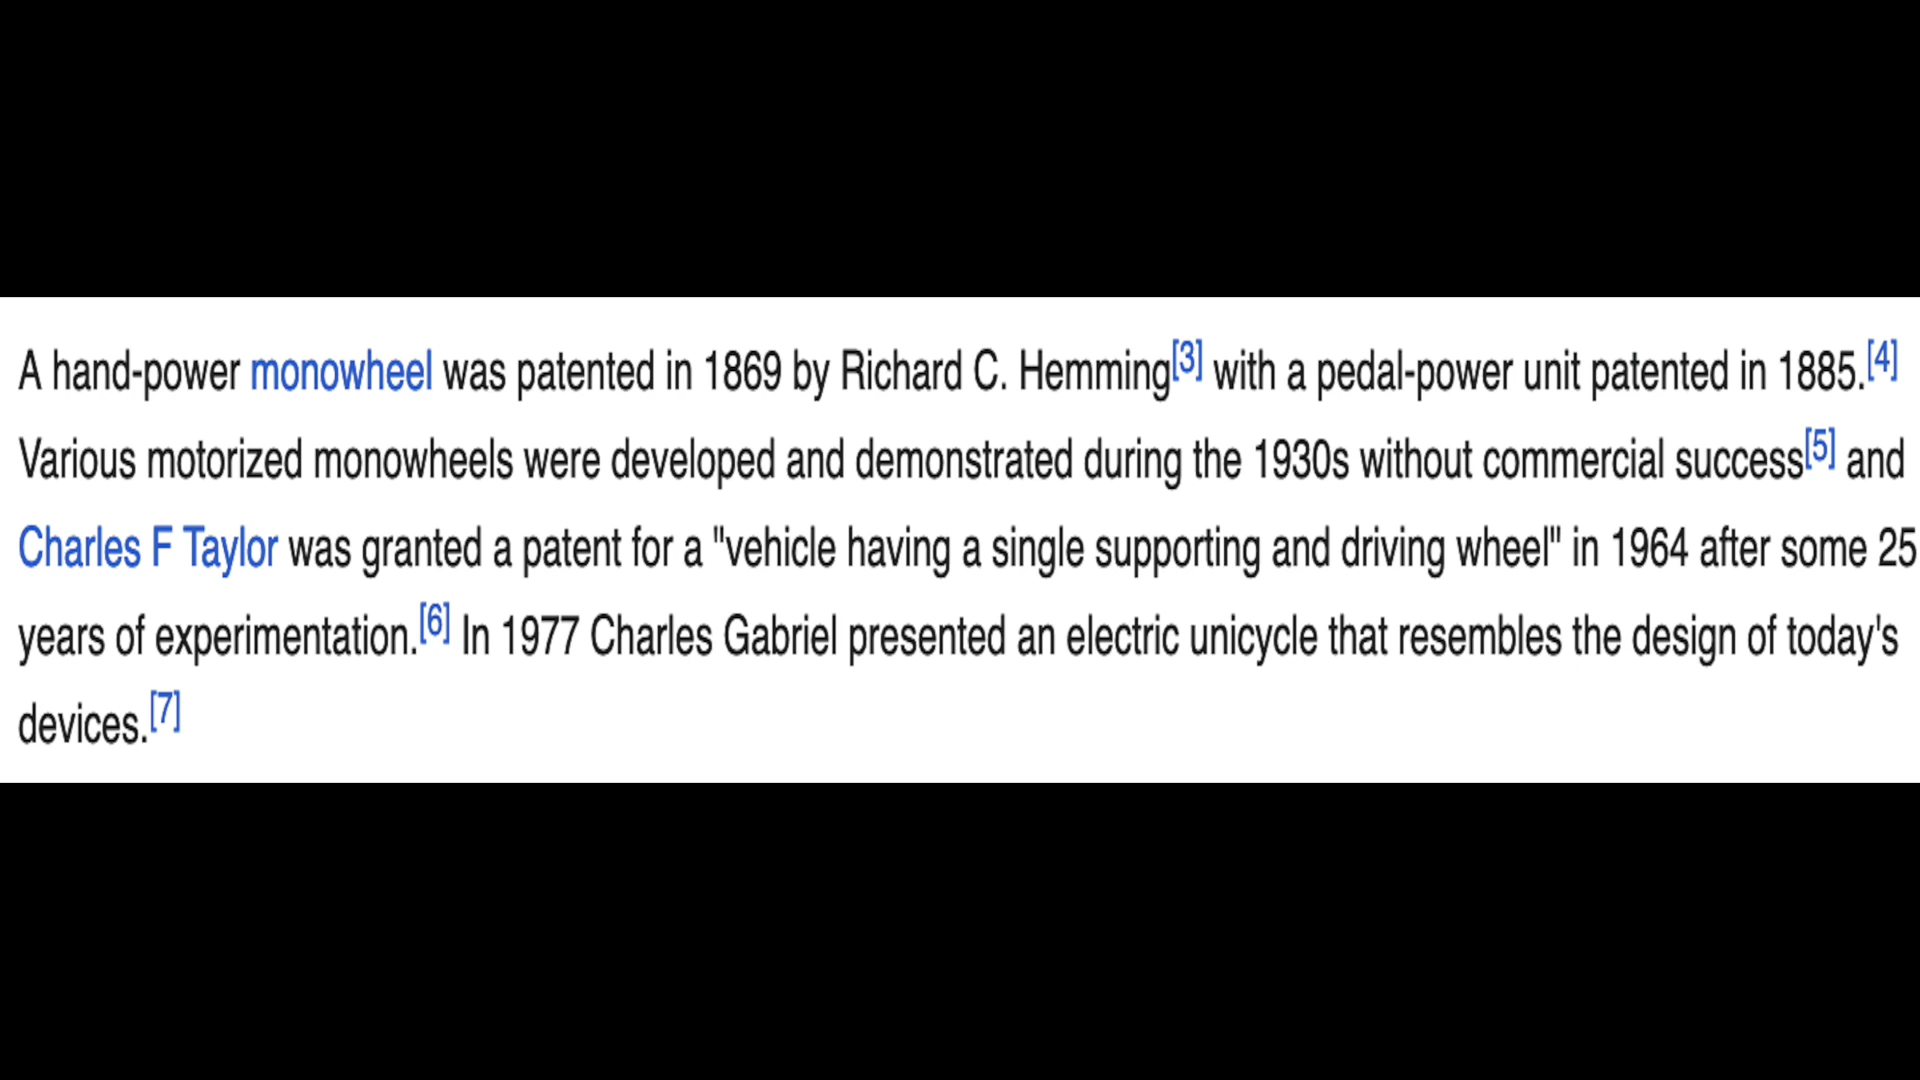 A hand-power monowheel was patented in 1869 by Richard C. Hemming[3] with a pedal-power unit patented in 1885.[4]
Various motorized monowheels were developed and demonstrated during the 1930s without commercial success[5] and
Charles F Taylor was granted a patent for a "vehicle having a single supporting and driving wheel" in 1964 after some 25
years of experimentation.[6] In 1977 Charles Gabriel presented an electric unicycle that resembles the design of today's
devices.[7]